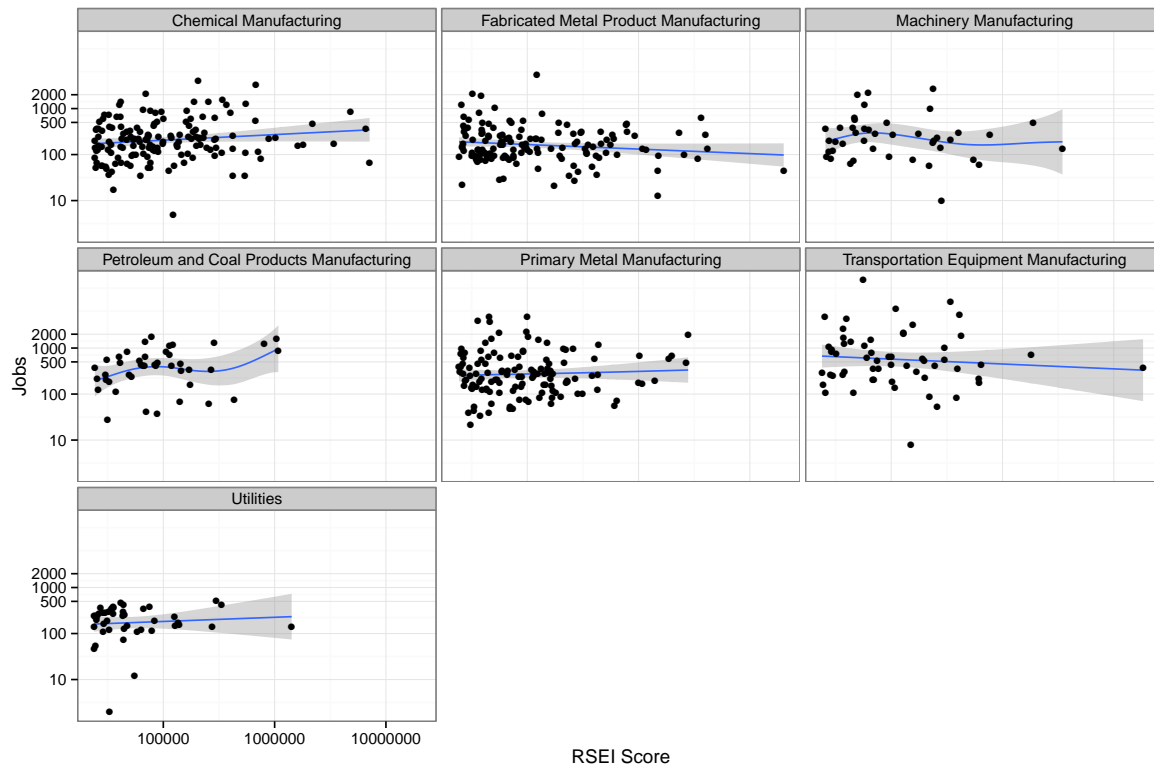 Chemical Manufacturing
Fabricated Metal Product Manufacturing
Machinery Manufacturing
2000
1000
500
100
10
Petroleum and Coal Products Manufacturing
Primary Metal Manufacturing
Transportation Equipment Manufacturing
2000
1000
500
100
10
Jobs
Utilities
2000
1000
500
100
10
100000 1000000 10000000
RSEI Score